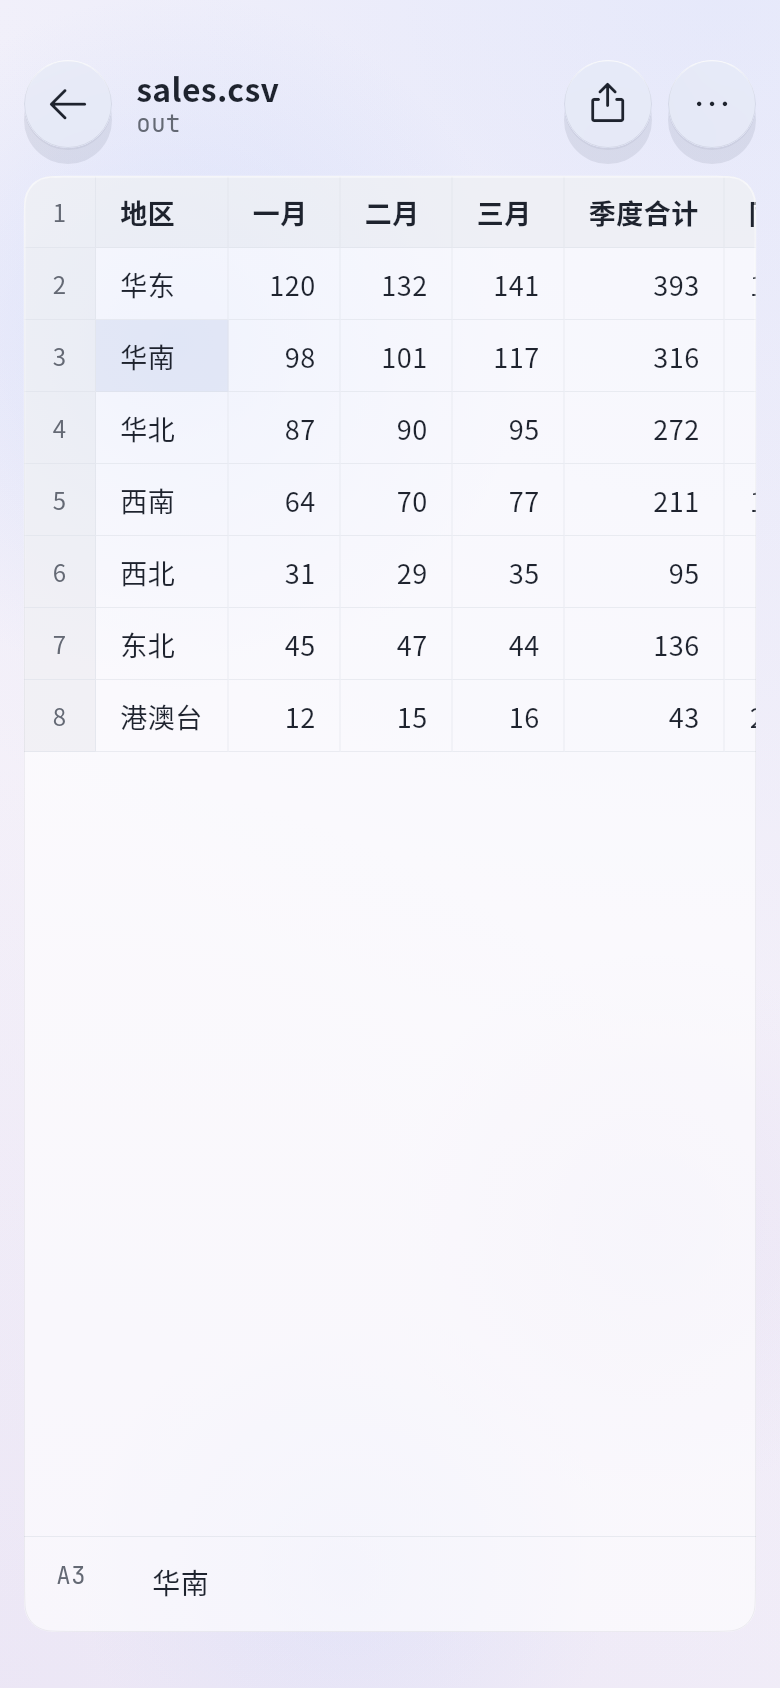 sales.csv
out
1 地区 一月 二月 三月 季度合计
2 华东 120 132 141 393
3 华南 98 101 117 316
4 华北 87 90 95 272
5 西南 64 70 77 211
6 西北 31 29 35 95
7 东北 45 47 44 136
8 港澳台 12 15 16 43
A3 华南